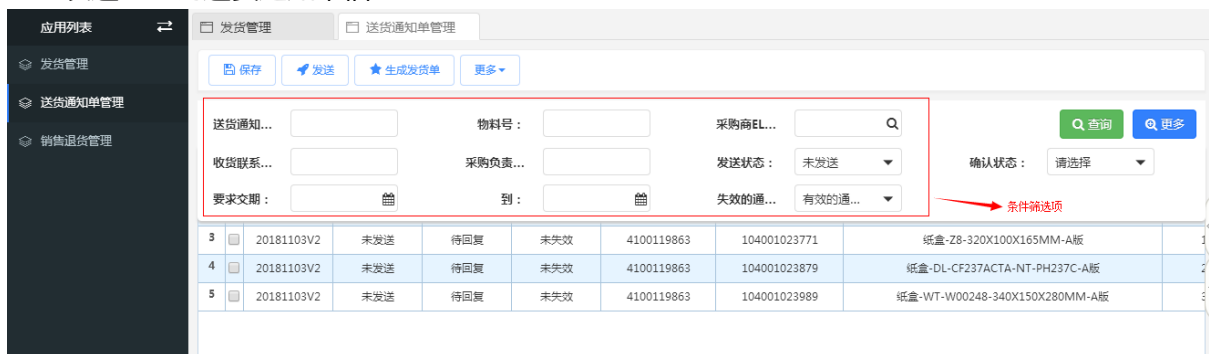 应用列表
发货管理
送货通知单管理
发货管理
送货通知单管理
销售退货管理
保存 发送 生成发货单 更多
送货通知... 物料号： 采购商EL... 查询 更多
收货联系... 采购负责... 发送状态： 未发送 确认状态： 请选择
要求交期： 到： 失效的通... 有效的通...
条件筛选项
3 20181103V2 未发送 待回复 未失效 4100119863 104001023771 纸盒-Z8-320X100X165MM-A版
4 20181103V2 未发送 待回复 未失效 4100119863 104001023879 纸盒-DL-CF237ACTA-NT-PH237C-A版
5 20181103V2 未发送 待回复 未失效 4100119863 104001023989 纸盒-WT-W00248-340X150X280MM-A版